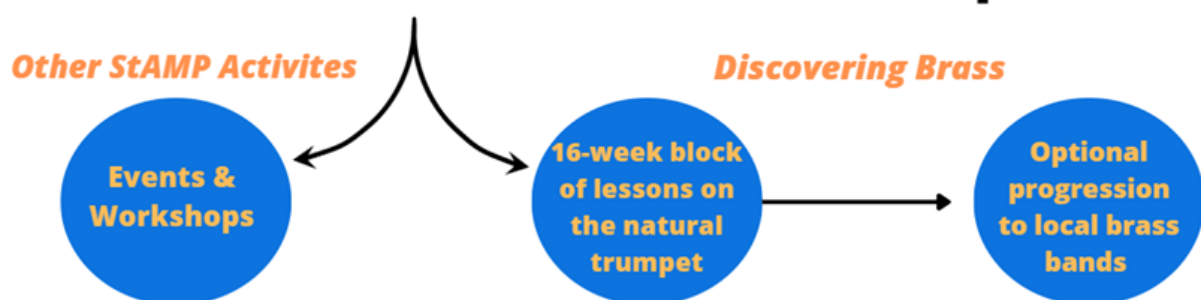 Other StAMP Activites
Discovering Brass
Events &
Workshops
16-week block
of lessons on
the natural
trumpet
Optional
progression
to local brass
bands